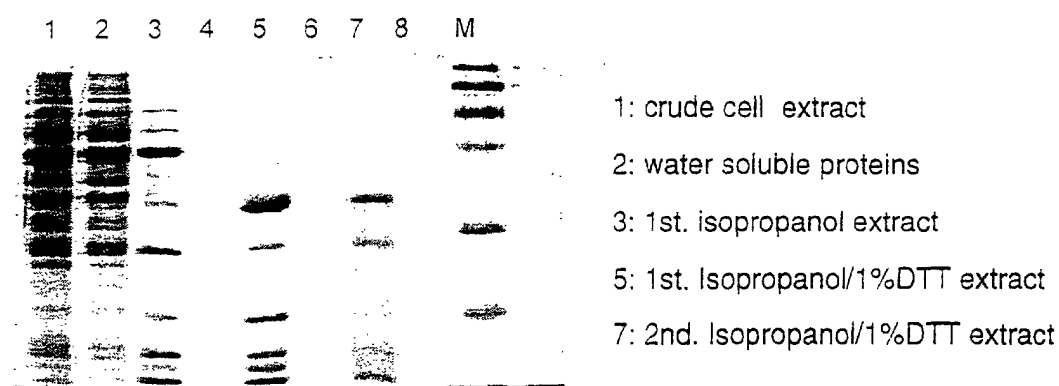 1 2 3 4 5 6 7 8 M
1: crude cell extract
2: water soluble proteins
3: 1st. isopropanol extract
5: 1st. Isopropanol/1%DTT extract
7: 2nd. Isopropanol/1%DTT extract